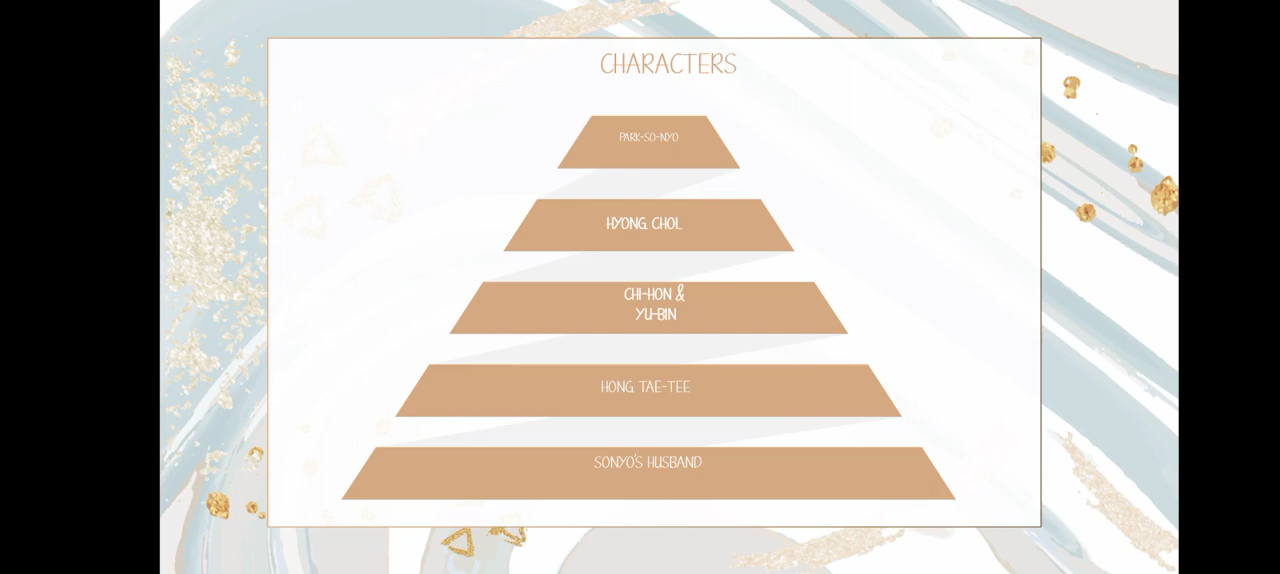 CHARACTERS
PARK-SO-NYO
HYONG CHOL
CHI-HON &
YU-BIN
HONG TAE-TEE
SONYO'S HUSBAND